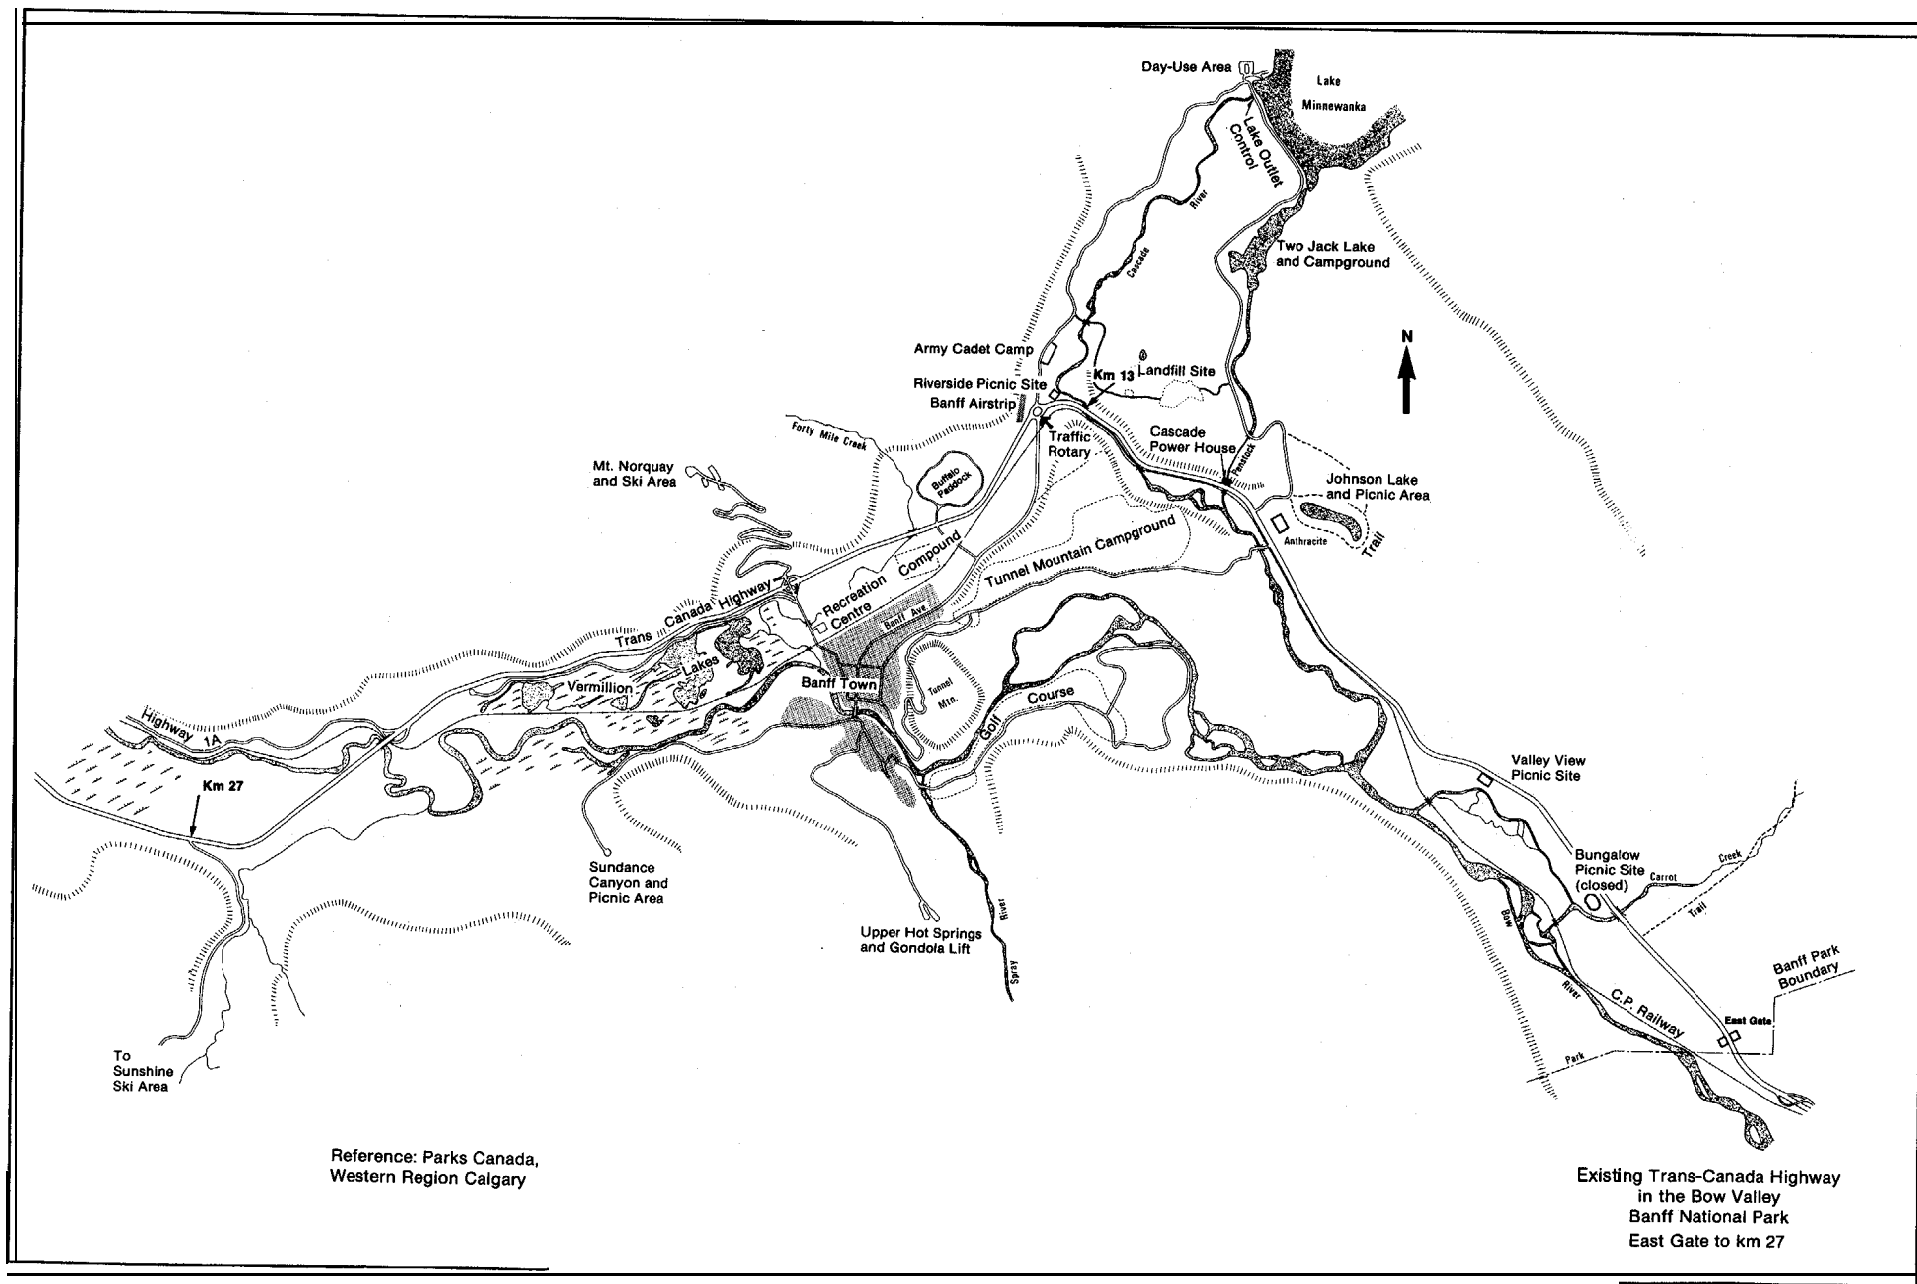 Day-Use Area
Lake
Minnewanka
Lake Outlet
Control
River
Cascade
Two Jack Lake
and Campground
N
Army Cadet Camp
Km 13
Landfill Site
Riverside Picnic Site
Banff Airstrip
Forty Mile Creek
Traffic
Rotary
Cascade
Power House
Penstock
Mt. Norquay
and Ski Area
Buffalo
Paddock
Johnson Lake
and Picnic Area
Anthracite
Trail
Tunnel Mountain Campground
Recreation
Centre
Compound
Banff Ave
Trans Canada Highway
Vermillion
Lakes
Banff Town
Tunnel
Mtn.
Golf
Course
Highway 1A
Km 27
Valley View
Picnic Site
Bungalow
Picnic Site
(closed)
Creek
Carrot
Trail
Sundance
Canyon and
Picnic Area
Upper Hot Springs
and Gondola Lift
River
Spray
Bow
River
C.P. Railway
Banff Park
Boundary
East Gate
Park
To
Sunshine
Ski Area
Reference: Parks Canada,
Western Region Calgary
Existing Trans-Canada Highway
in the Bow Valley
Banff National Park
East Gate to km 27